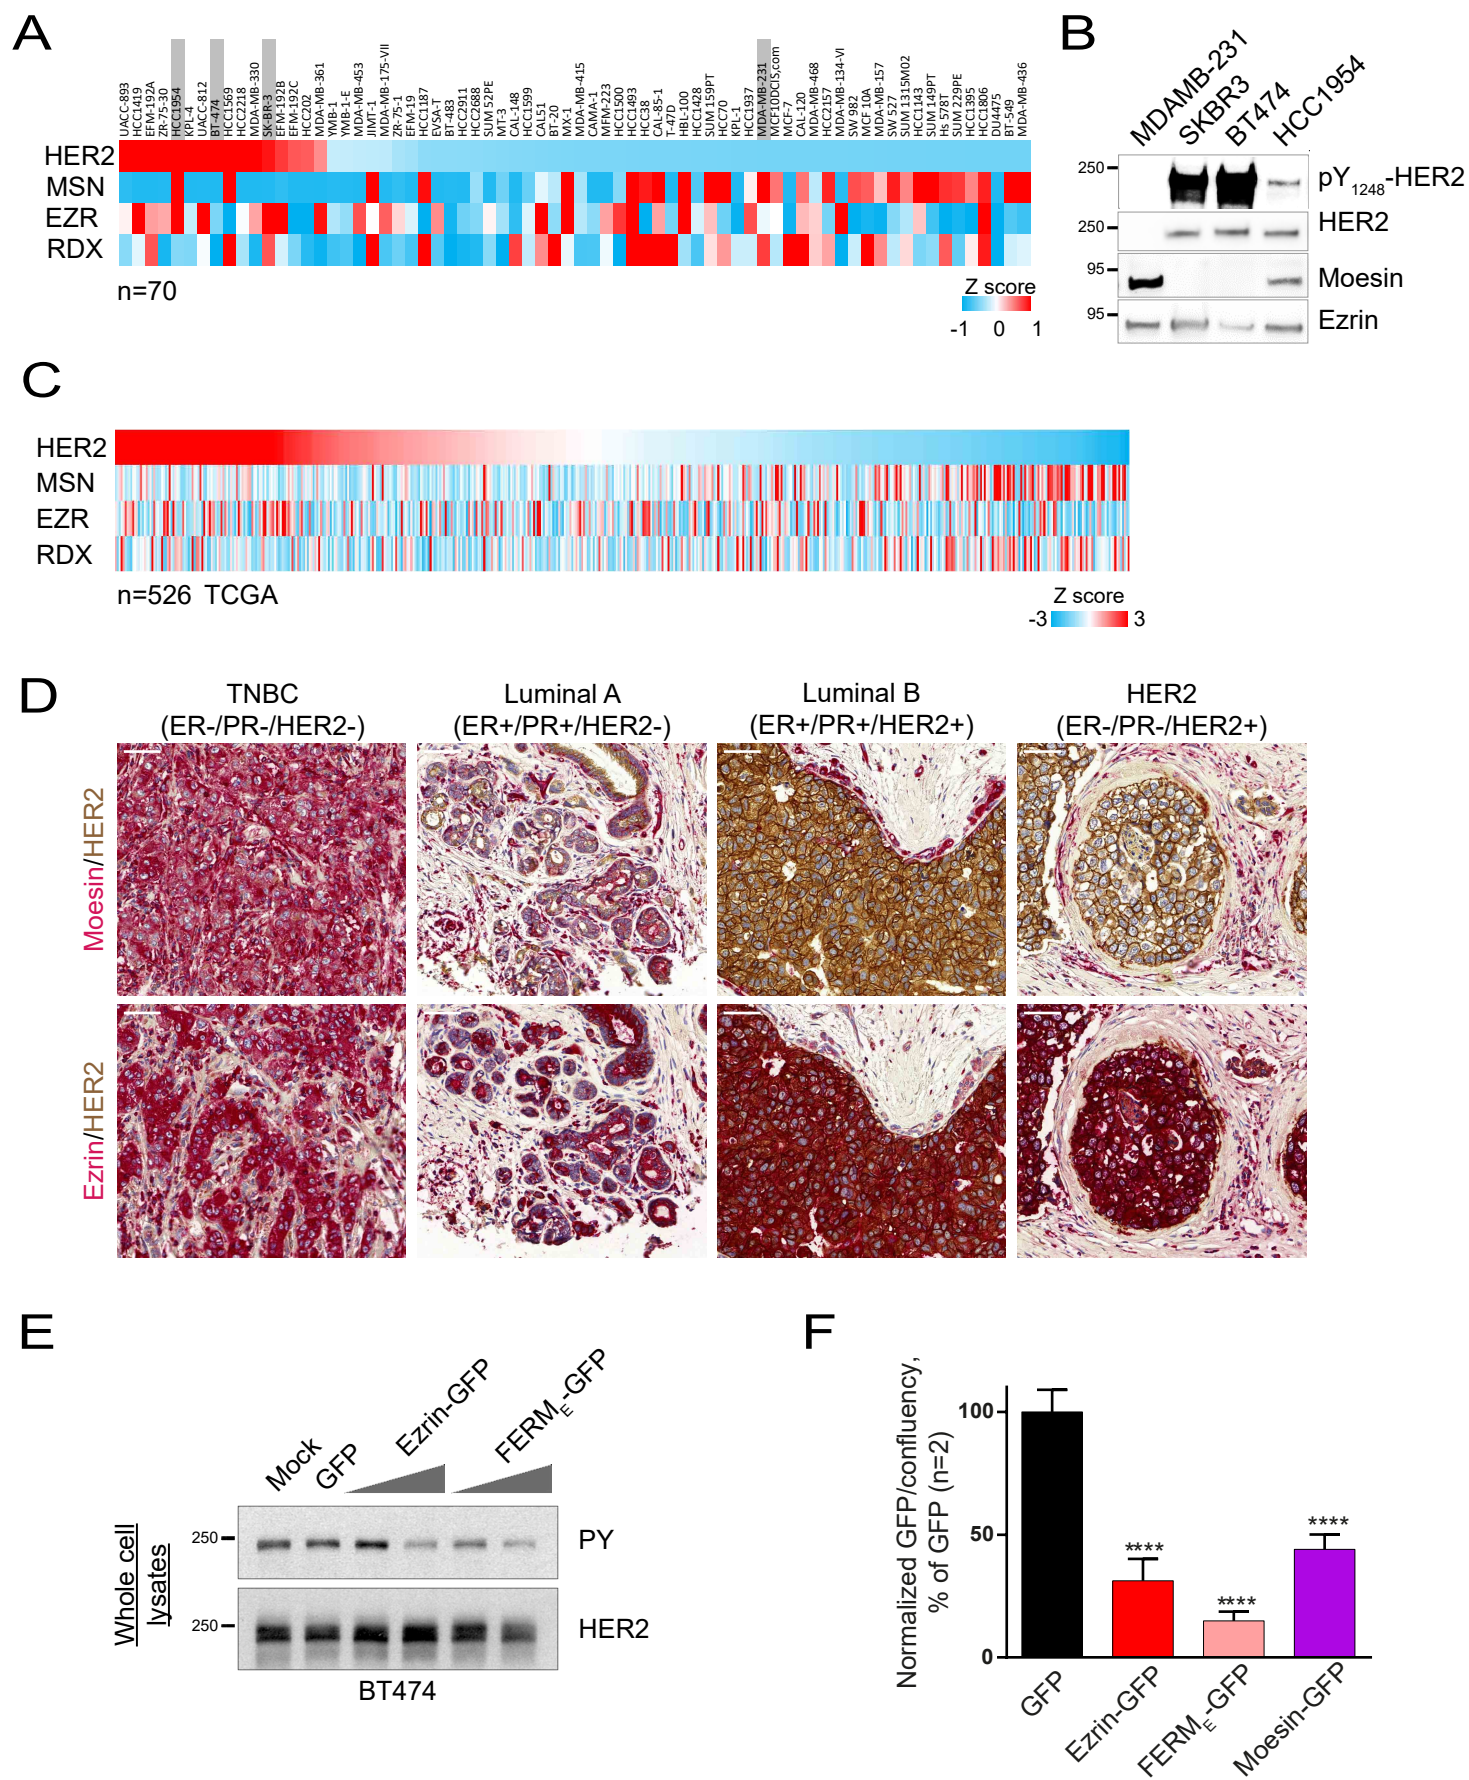 A
UACC-893
HCC1419
EFM-192A
ZR-75-30
HCC1954
KPL-4
UACC-812
BT-474
HCC1569
HCC2218
MDA-MB-330
SK-BR-3
EFM-192B
EFM-192C
HCC202
MDA-MB-361
YMB-1
YMB-1-E
MDA-MB-453
JIMT-1
MDA-MB-175-VII
ZR-75-1
EFM-19
HCC1187
EVSA-T
BT-483
HCC2911
HCC2688
SUM 52PE
MT-3
CAL-148
HCC1599
CAL51
BT-20
MX-1
MDA-MB-415
CAMA-1
MFM-223
HCC1500
HCC1493
HCC38
CAL-85-1
T-47D
HBL-100
HCC1428
SUM 159PT
HCC70
KPL-1
HCC1937
MDA-MB-231
MCF10DCIS,com
MCF-7
CAL-120
MDA-MB-468
HCC2157
MDA-MB-134-VI
SW 982
MCF 10A
MDA-MB-157
SW 527
SUM 1315M02
HCC1143
SUM 149PT
Hs 578T
SUM 229PE
HCC1395
HCC1806
DU4475
BT-549
MDA-MB-436
HER2
MSN
EZR
RDX
n=70
Z score
-1 0 1
B
MDAMB-231
SKBR3
BT474
HCC1954
250
pY1248-HER2
250
HER2
95
Moesin
95
Ezrin
C
HER2
MSN
EZR
RDX
n=526 TCGA
Z score
-3 3
D
TNBC
(ER-/PR-/HER2-)
Luminal A
(ER+/PR+/HER2-)
Luminal B
(ER+/PR+/HER2+)
HER2
(ER-/PR-/HER2+)
Moesin/HER2
Ezrin/HER2
E
Mock
GFP
Ezrin-GFP
FERME-GFP
Whole cell
lysates
250
PY
250
HER2
BT474
F
Normalized GFP/confluency,
% of GFP (n=2)
100
50
0
****
****
****
GFP
Ezrin-GFP
FERME-GFP
Moesin-GFP